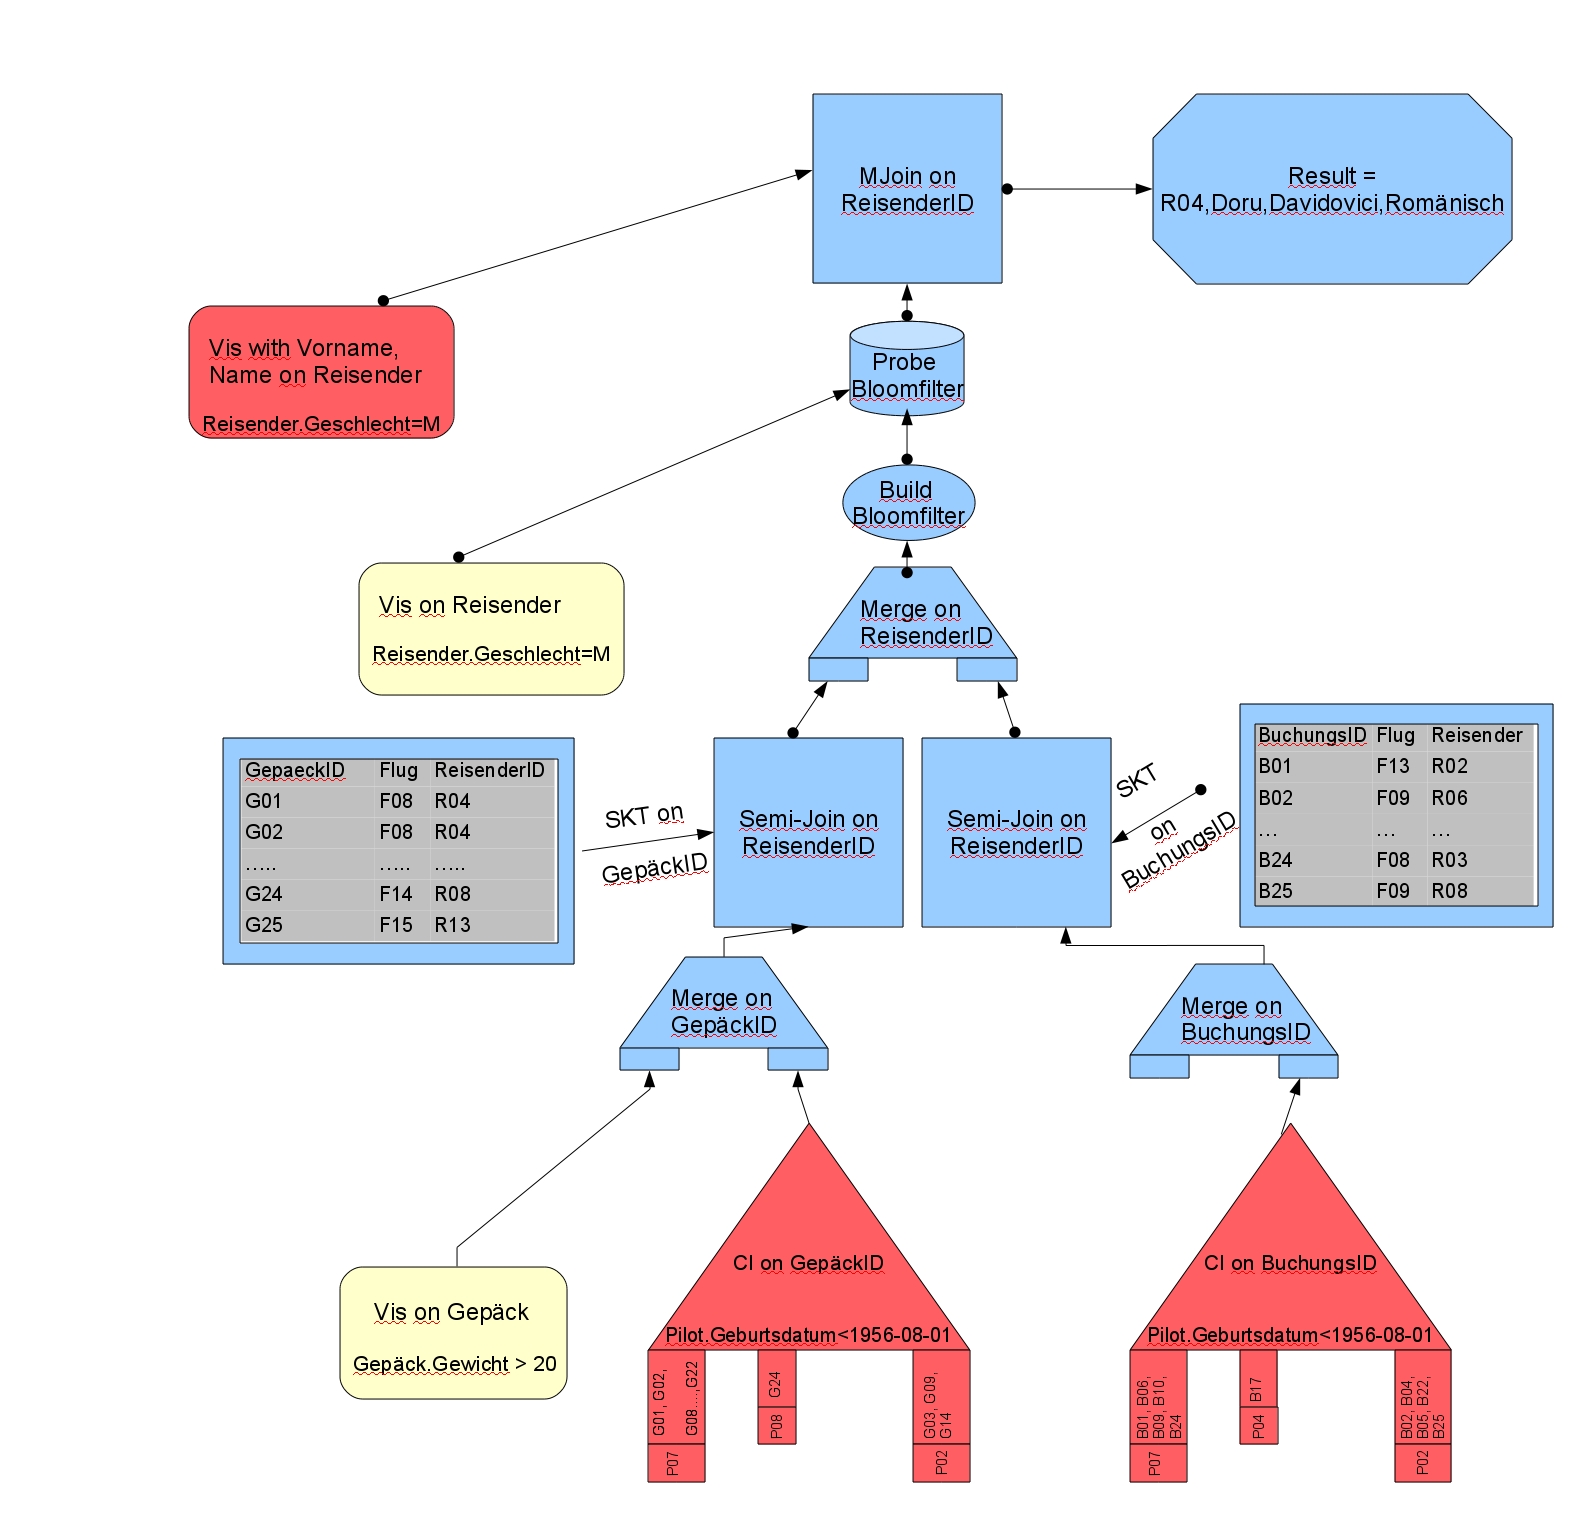 MJoin on
ReisenderID
Result =
R04,Doru,Davidovici,Romänisch
Vis with Vorname,
Name on Reisender
Reisender.Geschlecht=M
Probe
Bloomfilter
Build
Bloomfilter
Vis on Reisender
Reisender.Geschlecht=M
Merge on
ReisenderID
GepaeckID Flug ReisenderID
G01 F08 R04
G02 F08 R04
..... ..... .....
G24 F14 R08
G25 F15 R13
SKT on
GepäckID
Semi-Join on
ReisenderID
Semi-Join on
ReisenderID
SKT
on
BuchungsID
BuchungsID Flug Reisender
B01 F13 R02
B02 F09 R06
... ... ...
B24 F08 R03
B25 F09 R08
Merge on
GepäckID
Merge on
BuchungsID
Vis on Gepäck
Gepäck.Gewicht > 20
CI on GepäckID
Pilot.Geburtsdatum<1956-08-01
G01, G02,
G08....,G22
P07
G24
P08
G03, G09,
G14
P02
CI on BuchungsID
Pilot.Geburtsdatum<1956-08-01
B01, B06,
B09, B10,
B24
P07
B17
P04
B02, B04,
B05, B22,
B25
P02